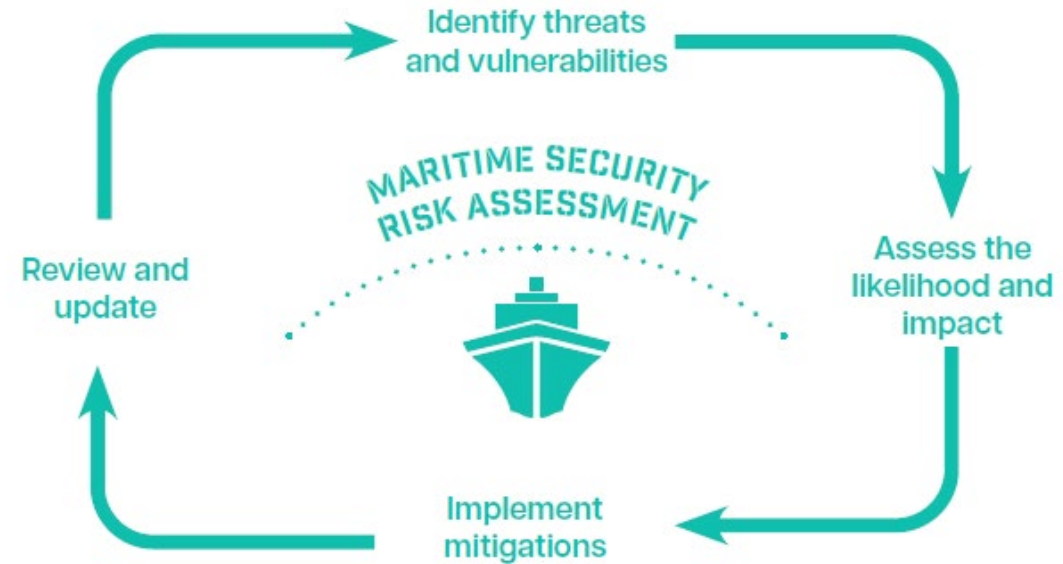 Identify threats
and vulnerabilities
MARITIME SECURITY
RISK ASSESSMENT
Assess the
likelihood and
impact
Review and
update
Implement
mitigations